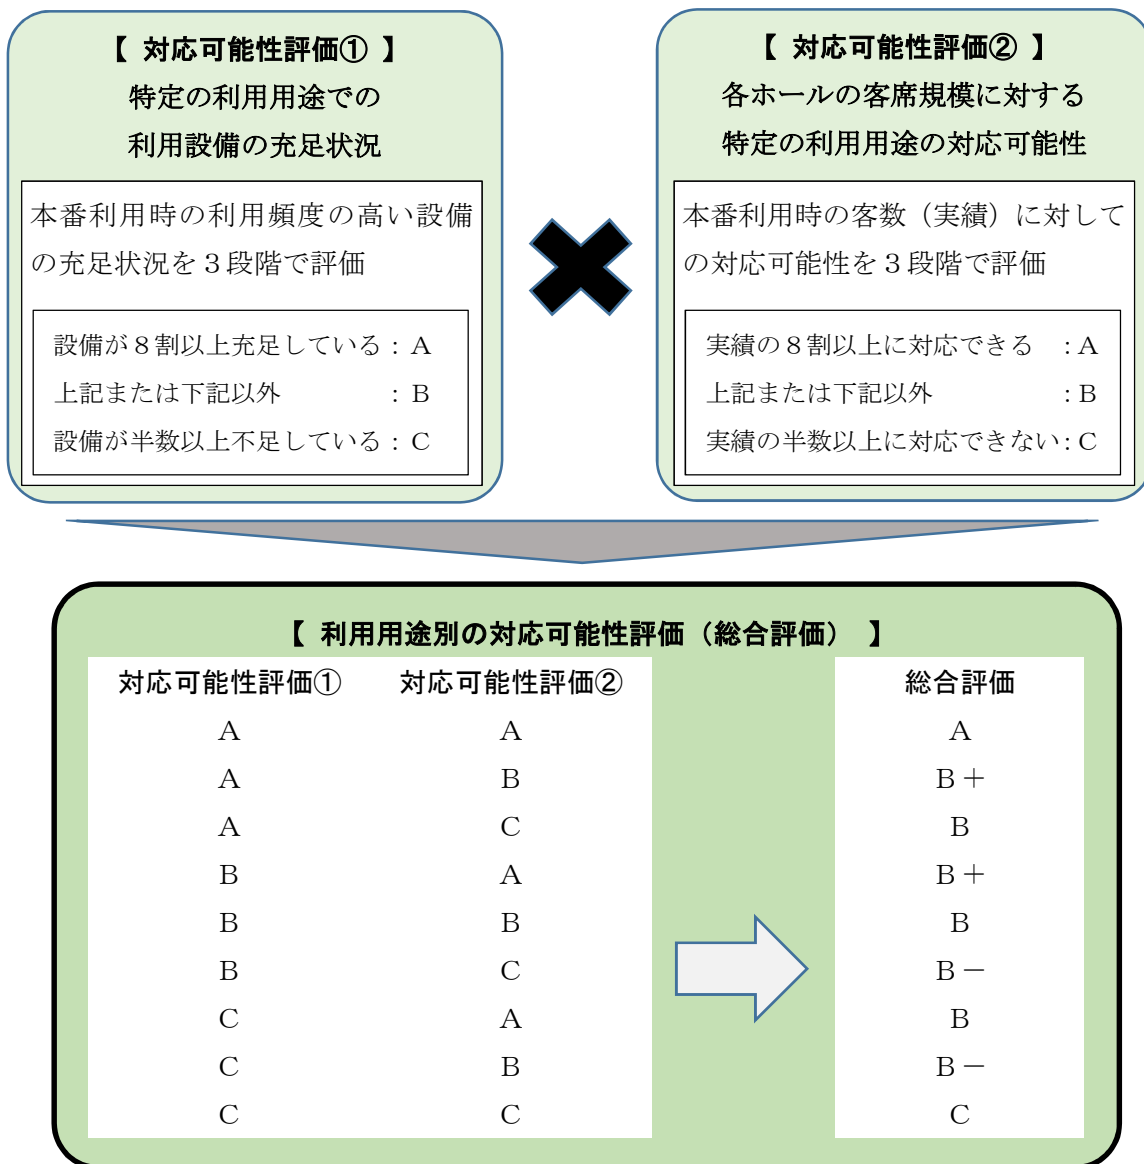 【 対応可能性評価① 】
特定の利用用途での
利用設備の充足状況
本番利用時の利用頻度の高い設備
の充足状況を３段階で評価
設備が８割以上充足している：Ａ
上記または下記以外：Ｂ
設備が半数以上不足している：Ｃ
【 対応可能性評価② 】
各ホールの客席規模に対する
特定の利用用途の対応可能性
本番利用時の客数（実績）に対して
の対応可能性を３段階で評価
実績の８割以上に対応できる：Ａ
上記または下記以外：Ｂ
実績の半数以上に対応できない：Ｃ
【 利用用途別の対応可能性評価（総合評価） 】
対応可能性評価① 対応可能性評価② 総合評価
Ａ Ａ Ａ
Ａ Ｂ Ｂ＋
Ａ Ｃ Ｂ
Ｂ Ａ Ｂ＋
Ｂ Ｂ Ｂ
Ｂ Ｃ Ｂ－
Ｃ Ａ Ｂ
Ｃ Ｂ Ｂ－
Ｃ Ｃ Ｃ